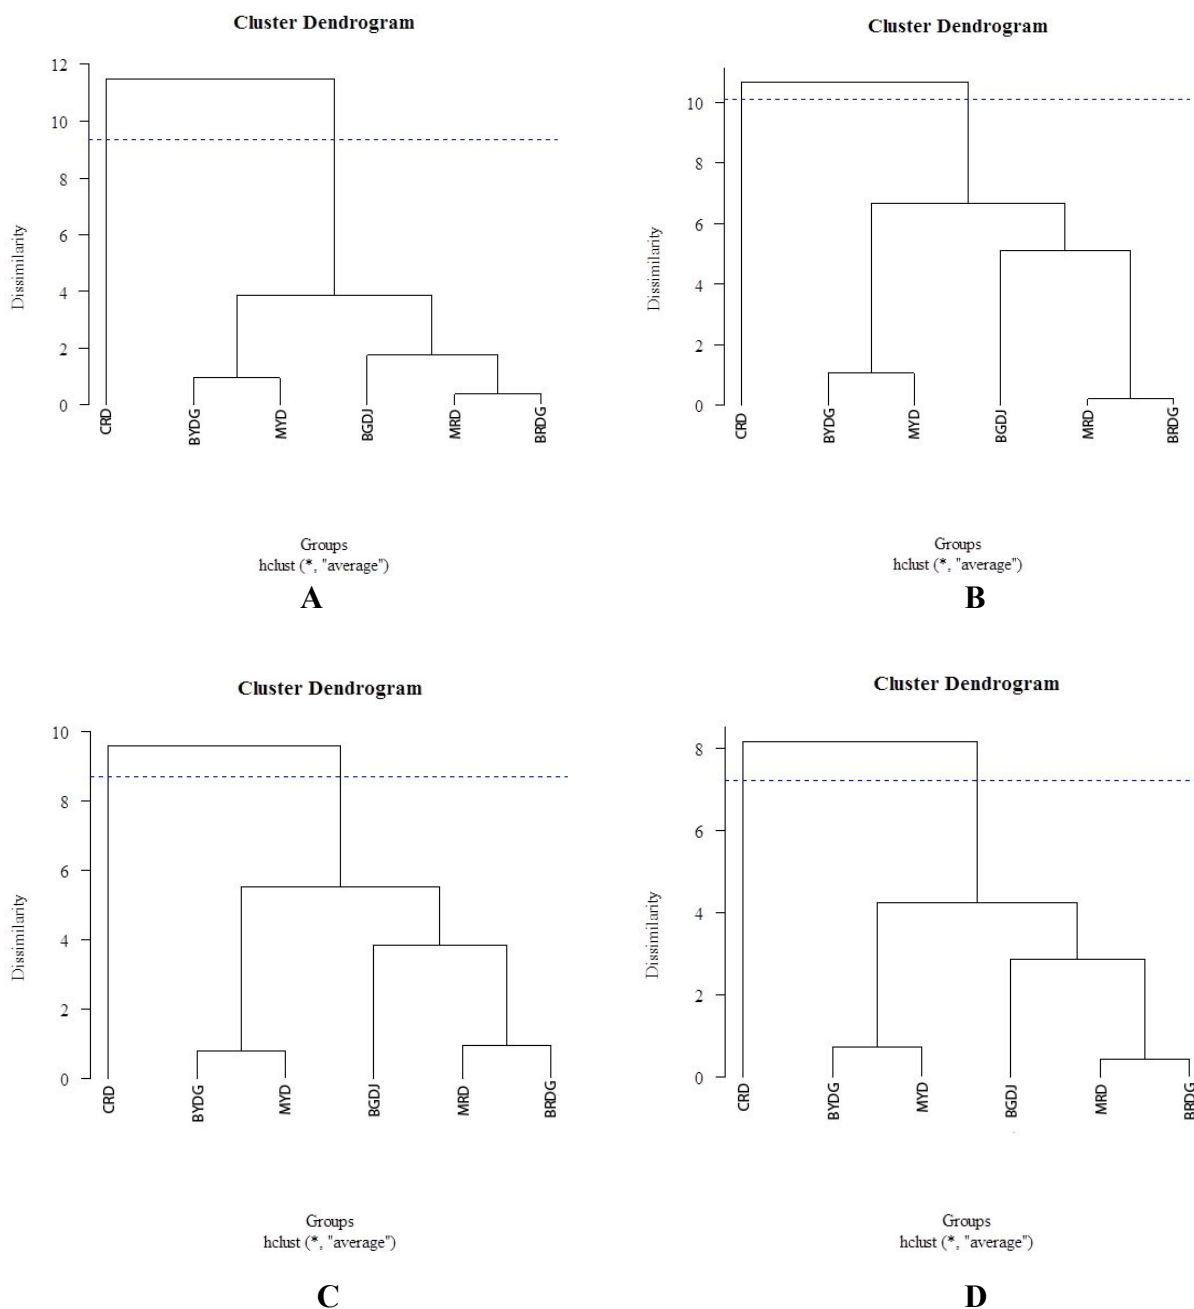 Cluster Dendrogram
12
10
8
6
4
2
0
Dissimilarity
CRD
BYDG
MYD
BGDJ
MRD
BRDG
Groups
hclust (*, "average")
A
Cluster Dendrogram
10
8
6
4
2
0
Dissimilarity
CRD
BYDG
MYD
BGDJ
MRD
BRDG
Groups
hclust (*, "average")
B
Cluster Dendrogram
10
8
6
4
2
0
Dissimilarity
CRD
BYDG
MYD
BGDJ
MRD
BRDG
Groups
hclust (*, "average")
C
Cluster Dendrogram
8
6
4
2
0
Dissimilarity
CRD
BYDG
MYD
BGDJ
MRD
BRDG
Groups
hclust (*, "average")
D